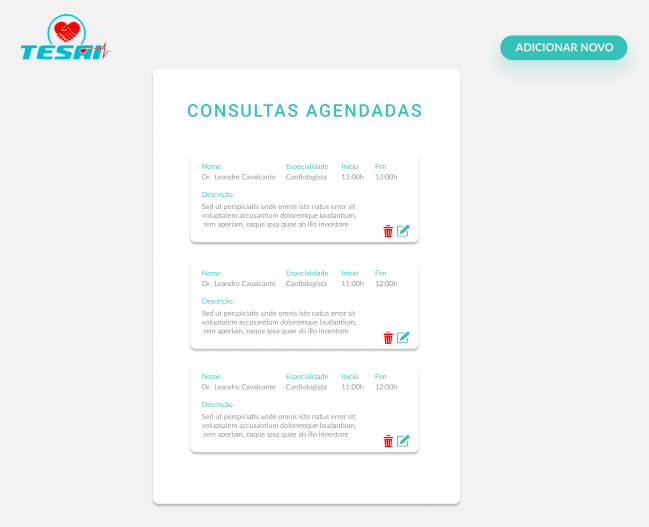 TESAI
ADICIONAR NOVO
CONSULTAS AGENDADAS
Nome Especialidade Inicio Fim
Dr. Leandro Cavalcante Cardiologista 11:00h 12:00h
Descrição
Sed ut perspiciatis unde omnis iste natus error sit
voluptatem accusantium doloremque laudantium,
rem aperiam, eaque ipsa quae ab illo inventore
Nome Especialidade Inicio Fim
Dr. Leandro Cavalcante Cardiologista 11:00h 12:00h
Descrição
Sed ut perspiciatis unde omnis iste natus error sit
voluptatem accusantium doloremque laudantium,
rem aperiam, eaque ipsa quae ab illo inventore
Nome Especialidade Inicio Fim
Dr. Leandro Cavalcante Cardiologista 11:00h 12:00h
Descrição
Sed ut perspiciatis unde omnis iste natus error sit
voluptatem accusantium doloremque laudantium,
rem aperiam, eaque ipsa quae ab illo inventore